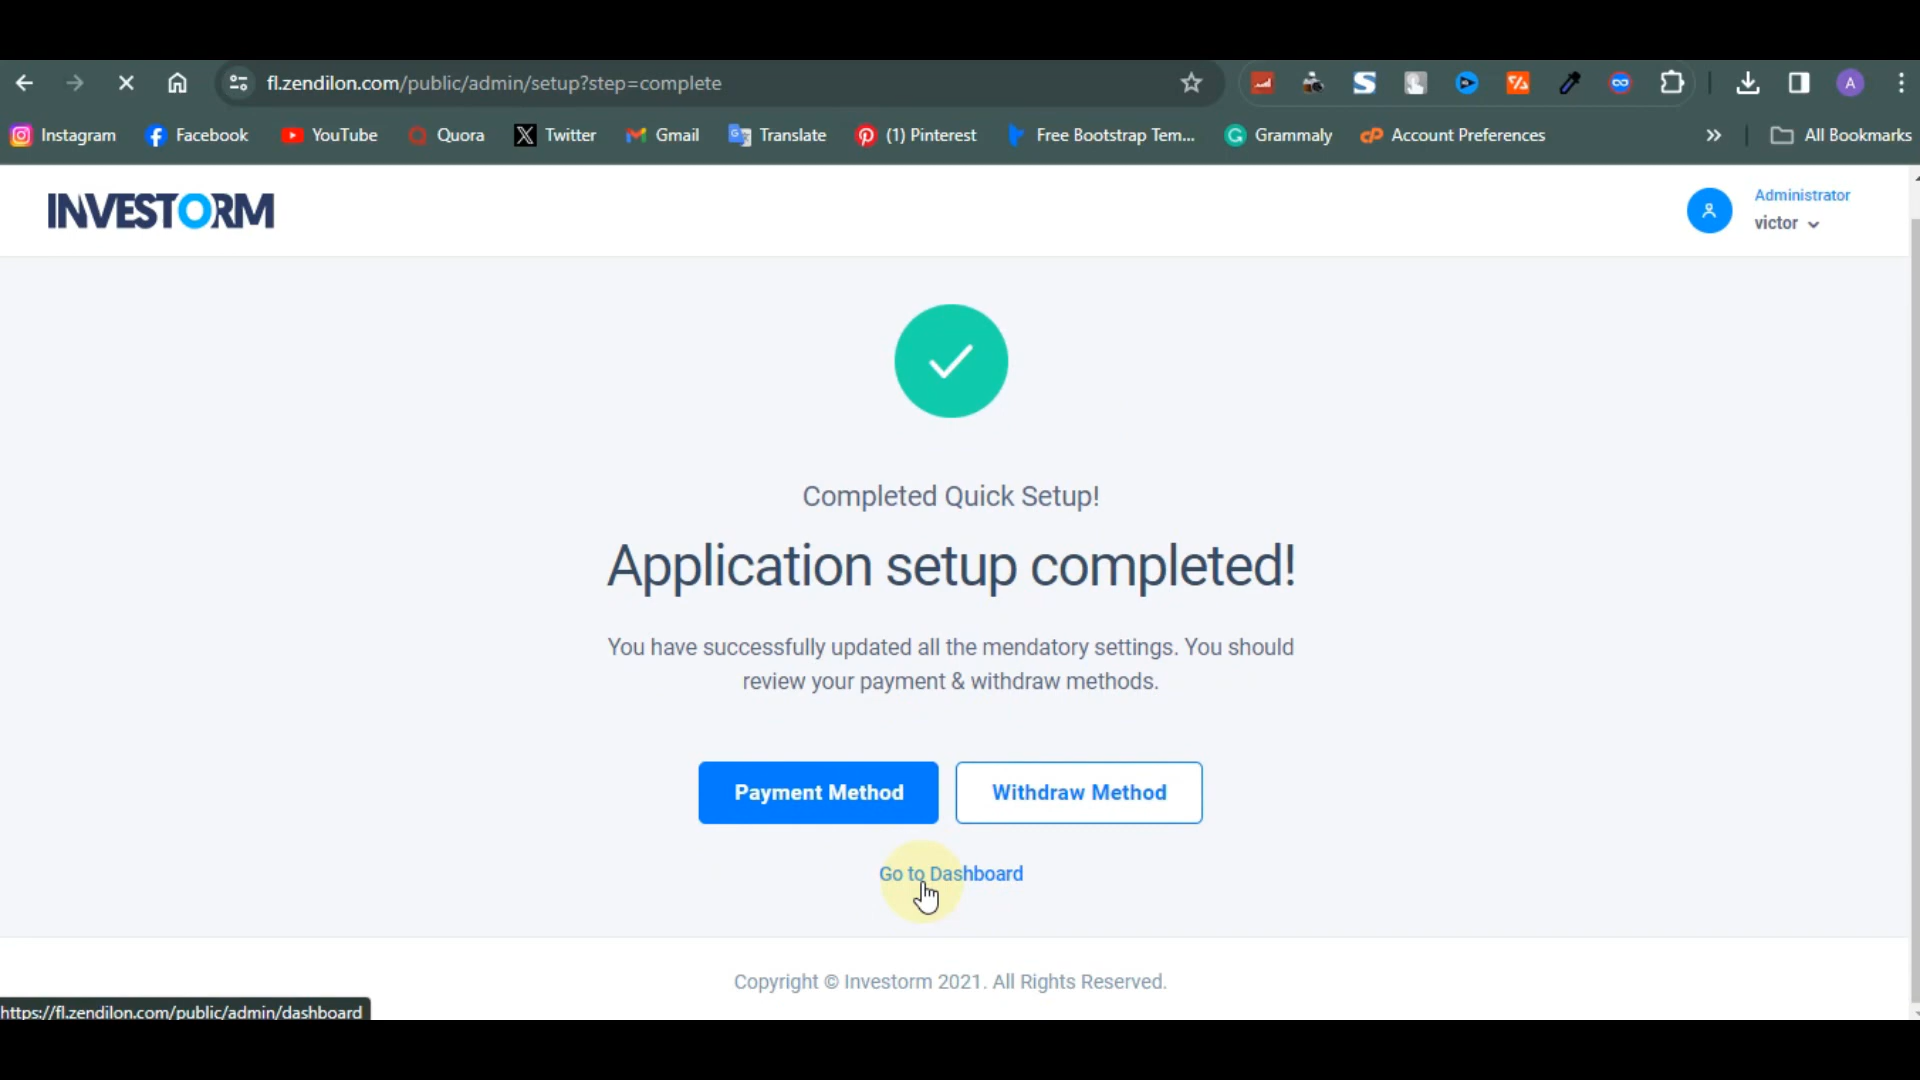 fl.zendilon.com/public/admin/setup?step=complete
A
Instagram Facebook YouTube Quora Twitter Gmail Translate (1) Pinterest Free Bootstrap Tem... Grammaly Account Preferences » All Bookmarks
INVESTORM
Administrator
victor
Completed Quick Setup!
Application setup completed!
You have successfully updated all the mendatory settings. You should
review your payment & withdraw methods.
Payment Method Withdraw Method
Go to Dashboard
Copyright © Investorm 2021. All Rights Reserved.
https://fl.zendilon.com/public/admin/dashboard